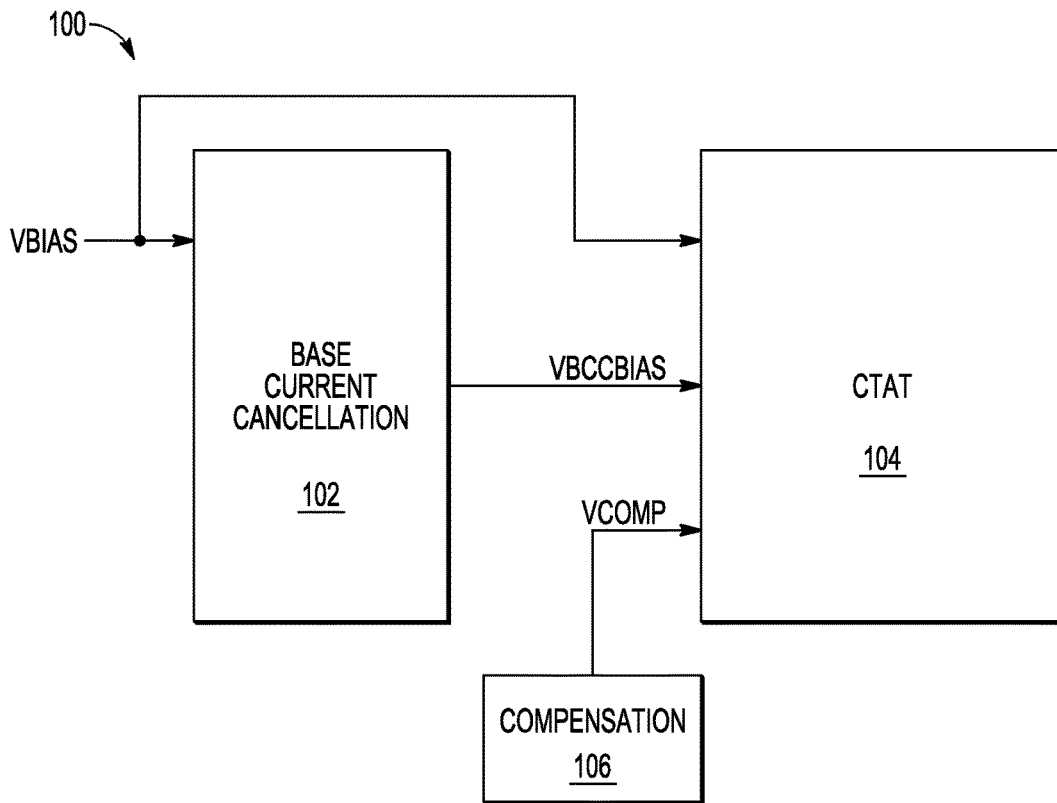 100
VBIAS
BASE
CURRENT
CANCELLATION
102
VBCCBIAS
VCOMP
CTAT
104
COMPENSATION
106